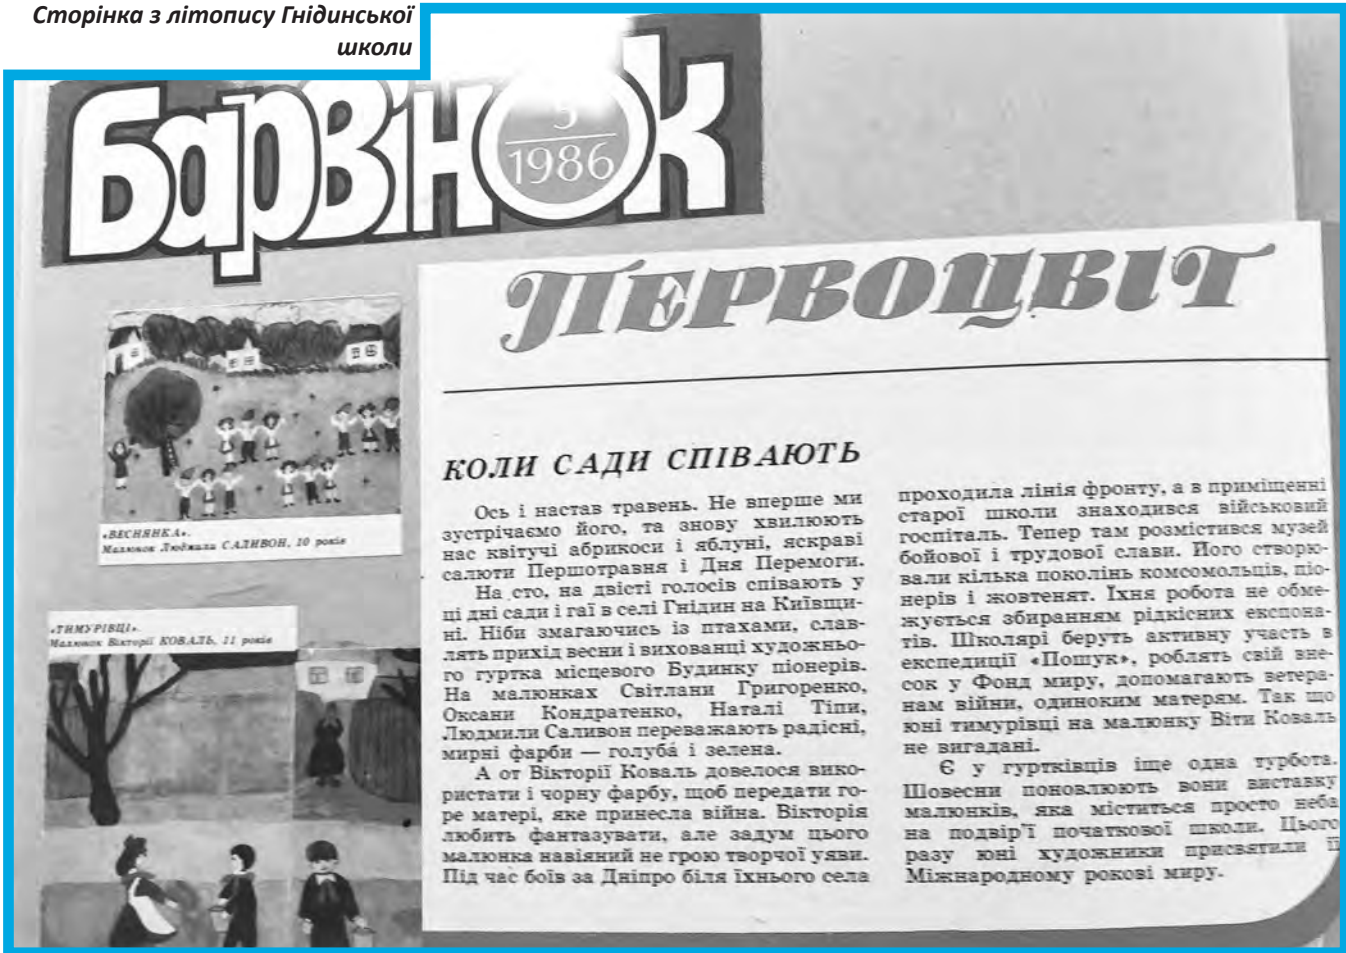 Сторінка з літопису Гнідинської
школи
Барвінок
5
1986
ПЕРВОЦВІТ
«ВЕСНЯНКА».
Малюнок Людмили САЛИВОН, 10 років
«ТИМУРІВЦІ».
Малюнок Вікторії КОВАЛЬ, 11 років
КОЛИ САДИ СПІВАЮТЬ
Ось і настав травень. Не вперше ми
зустрічаємо його, та знову хвилюють
нас квітучі абрикоси і яблуні, яскраві
салюти Першотравня і Дня Перемоги.
На сто, на двісті голосів співають у
ці дні сади і гаї в селі Гнідин на Київщи-
ні. Ніби змагаючись із птахами,слав-
лять прихід весни і вихованці художньо-
го гуртка місцевого Будинку піонерів.
На малюнках Світлани Григоренко,
Оксани Кондратенко, Наталі Тіпи,
Людмили Саливон переважають радісні,
мирні фарби — голуба́ і зелена.
А от Вікторії Коваль довелося вико-
ристати і чорну фарбу, щоб передати го-
ре матері, яке принесла війна. Вікторія
любить фантазувати, але задум цього
малюнка навіяний не грою творчої уяви.
Під час боїв за Дніпро біля їхнього села
проходила лінія фронту, а в приміщенні
старої школи знаходився військовий
госпіталь. Тепер там розмістився музей
бойової і трудової слави. Його створю-
вали кілька поколінь комсомольців, піо-
нерів і жовтенят. Їхня робота не обме-
жується збиранням рідкісних експона-
тів. Школярі беруть активну участь в
експедиції «Пошук», роблять свій вне-
сок у Фонд миру, допомагають ветера-
нам війни, одиноким матерям. Так що
юні тимурівці на малюнку Віти Коваль
не вигадані.
Є у гуртківців іще одна турбота.
Щовесни поновлюють вони виставку
малюнків, яка міститься просто неба
на подвір'ї початкової школи. Цього
разу юні художники присвятили її
Міжнародному рокові миру.